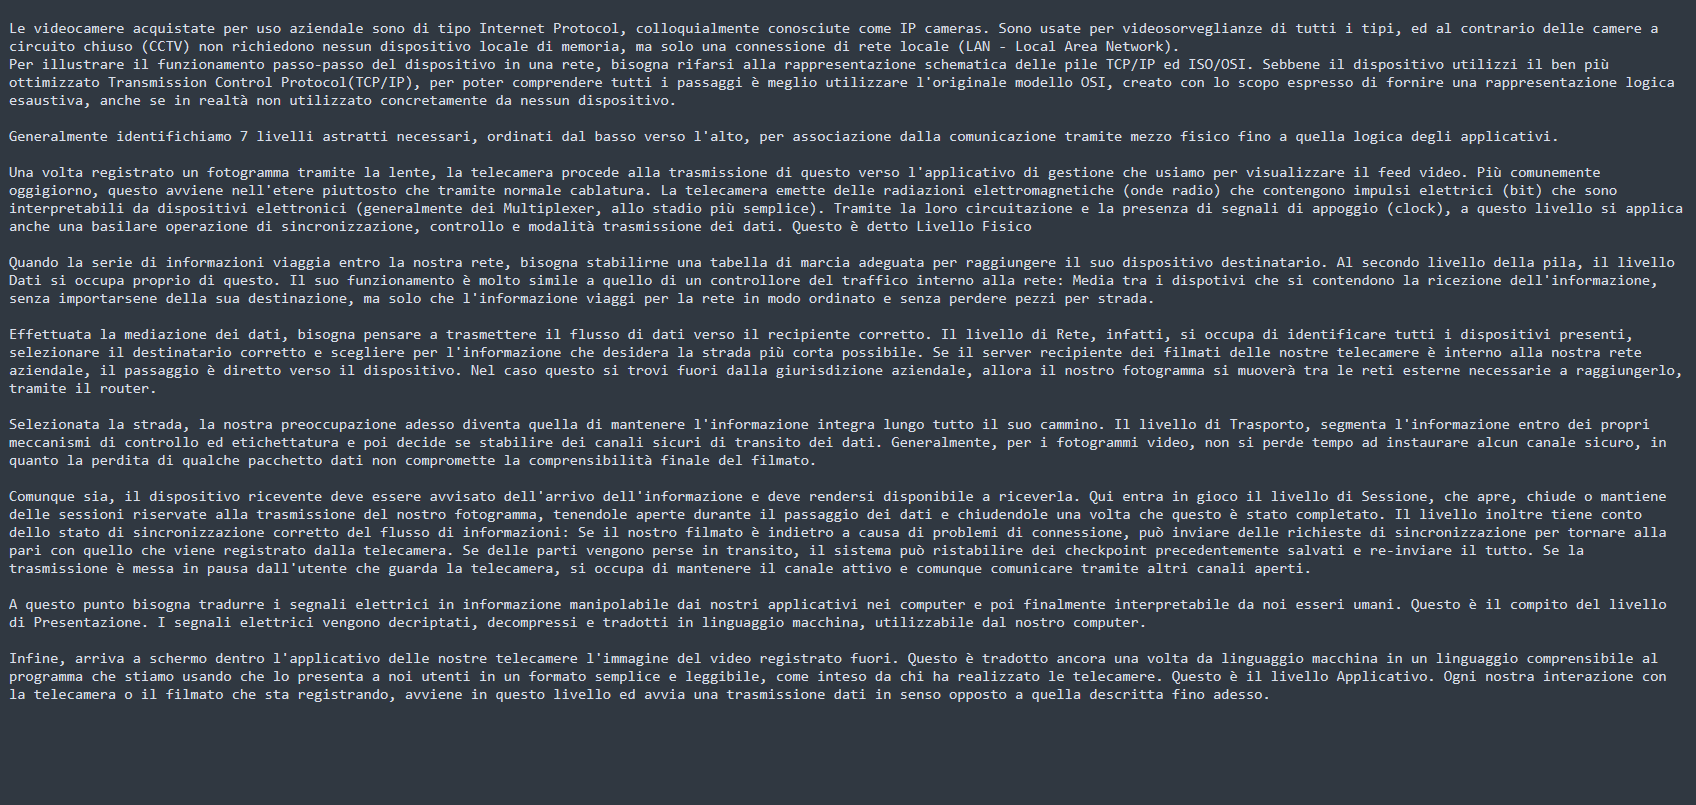 Le videocamere acquistate per uso aziendale sono di tipo Internet Protocol, colloquialmente conosciute come IP cameras. Sono usate per videosorveglianze di tutti i tipi, ed al contrario delle camere a
circuito chiuso (CCTV) non richiedono nessun dispositivo locale di memoria, ma solo una connessione di rete locale (LAN - Local Area Network).
Per illustrare il funzionamento passo-passo del dispositivo in una rete, bisogna rifarsi alla rappresentazione schematica delle pile TCP/IP ed ISO/OSI. Sebbene il dispositivo utilizzi il ben più
ottimizzato Transmission Control Protocol(TCP/IP), per poter comprendere tutti i passaggi è meglio utilizzare l'originale modello OSI, creato con lo scopo espresso di fornire una rappresentazione logica
esaustiva, anche se in realtà non utilizzato concretamente da nessun dispositivo.

Generalmente identifichiamo 7 livelli astratti necessari, ordinati dal basso verso l'alto, per associazione dalla comunicazione tramite mezzo fisico fino a quella logica degli applicativi.

Una volta registrato un fotogramma tramite la lente, la telecamera procede alla trasmissione di questo verso l'applicativo di gestione che usiamo per visualizzare il feed video. Più comunemente
oggigiorno, questo avviene nell'etere piuttosto che tramite normale cablatura. La telecamera emette delle radiazioni elettromagnetiche (onde radio) che contengono impulsi elettrici (bit) che sono
interpretabili da dispositivi elettronici (generalmente dei Multiplexer, allo stadio più semplice). Tramite la loro circuitazione e la presenza di segnali di appoggio (clock), a questo livello si applica
anche una basilare operazione di sincronizzazione, controllo e modalità trasmissione dei dati. Questo è detto Livello Fisico

Quando la serie di informazioni viaggia entro la nostra rete, bisogna stabilirne una tabella di marcia adeguata per raggiungere il suo dispositivo destinatario. Al secondo livello della pila, il livello
Dati si occupa proprio di questo. Il suo funzionamento è molto simile a quello di un controllore del traffico interno alla rete: Media tra i dispotivi che si contendono la ricezione dell'informazione,
senza importarsene della sua destinazione, ma solo che l'informazione viaggi per la rete in modo ordinato e senza perdere pezzi per strada.

Effettuata la mediazione dei dati, bisogna pensare a trasmettere il flusso di dati verso il recipiente corretto. Il livello di Rete, infatti, si occupa di identificare tutti i dispositivi presenti,
selezionare il destinatario corretto e scegliere per l'informazione che desidera la strada più corta possibile. Se il server recipiente dei filmati delle nostre telecamere è interno alla nostra rete
aziendale, il passaggio è diretto verso il dispositivo. Nel caso questo si trovi fuori dalla giurisdizione aziendale, allora il nostro fotogramma si muoverà tra le reti esterne necessarie a raggiungerlo,
tramite il router.

Selezionata la strada, la nostra preoccupazione adesso diventa quella di mantenere l'informazione integra lungo tutto il suo cammino. Il livello di Trasporto, segmenta l'informazione entro dei propri
meccanismi di controllo ed etichettatura e poi decide se stabilire dei canali sicuri di transito dei dati. Generalmente, per i fotogrammi video, non si perde tempo ad instaurare alcun canale sicuro, in
quanto la perdita di qualche pacchetto dati non compromette la comprensibilità finale del filmato.

Comunque sia, il dispositivo ricevente deve essere avvisato dell'arrivo dell'informazione e deve rendersi disponibile a riceverla. Qui entra in gioco il livello di Sessione, che apre, chiude o mantiene
delle sessioni riservate alla trasmissione del nostro fotogramma, tenendole aperte durante il passaggio dei dati e chiudendole una volta che questo è stato completato. Il livello inoltre tiene conto
dello stato di sincronizzazione corretto del flusso di informazioni: Se il nostro filmato è indietro a causa di problemi di connessione, può inviare delle richieste di sincronizzazione per tornare alla
pari con quello che viene registrato dalla telecamera. Se delle parti vengono perse in transito, il sistema può ristabilire dei checkpoint precedentemente salvati e re-inviare il tutto. Se la
trasmissione è messa in pausa dall'utente che guarda la telecamera, si occupa di mantenere il canale attivo e comunque comunicare tramite altri canali aperti.

A questo punto bisogna tradurre i segnali elettrici in informazione manipolabile dai nostri applicativi nei computer e poi finalmente interpretabile da noi esseri umani. Questo è il compito del livello
di Presentazione. I segnali elettrici vengono decriptati, decompressi e tradotti in linguaggio macchina, utilizzabile dal nostro computer.

Infine, arriva a schermo dentro l'applicativo delle nostre telecamere l'immagine del video registrato fuori. Questo è tradotto ancora una volta da linguaggio macchina in un linguaggio comprensibile al
programma che stiamo usando che lo presenta a noi utenti in un formato semplice e leggibile, come inteso da chi ha realizzato le telecamere. Questo è il livello Applicativo. Ogni nostra interazione con
la telecamera o il filmato che sta registrando, avviene in questo livello ed avvia una trasmissione dati in senso opposto a quella descritta fino adesso.